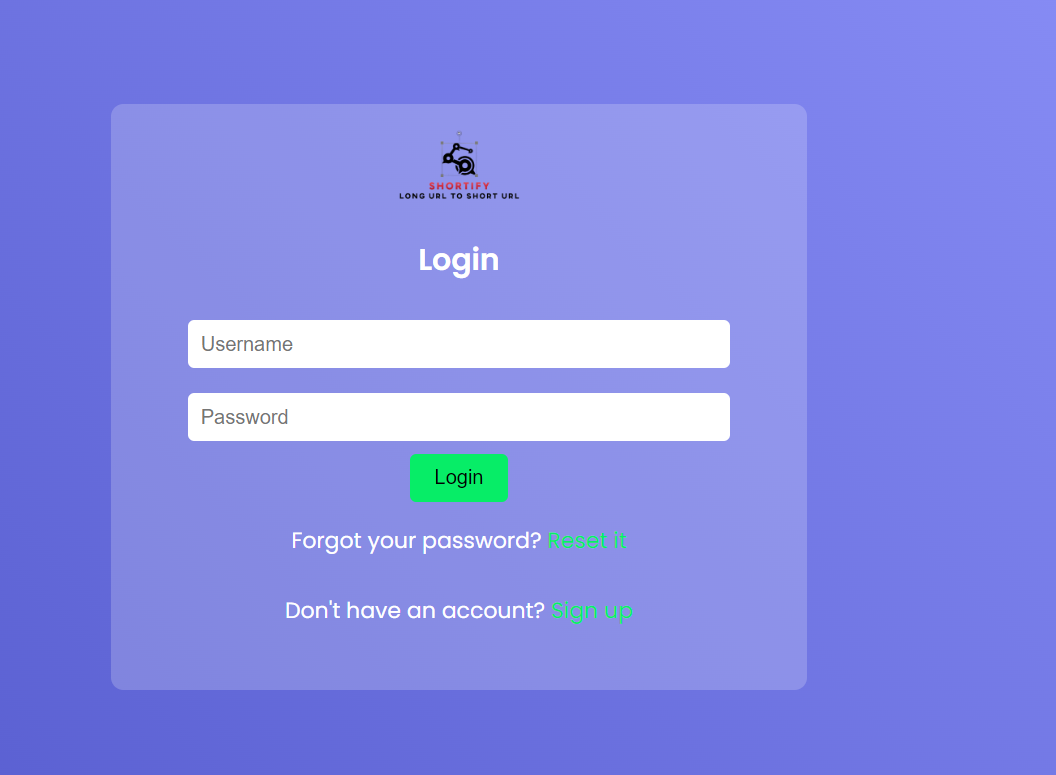 SHORTIFY
LONG URL TO SHORT URL
Login
Username
Password
Login
Forgot your password? Reset it
Don't have an account? Sign up